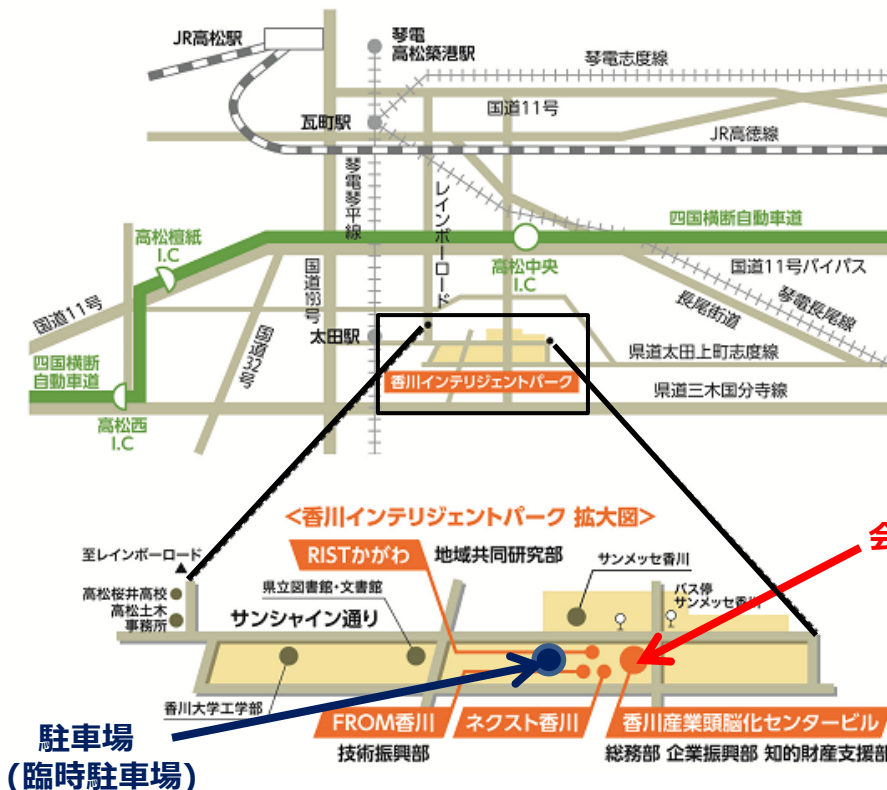 JR高松駅
琴電
高松築港駅
琴電志度線
国道11号
瓦町駅
JR高徳線
琴電琴平線
レインボーロード
四国横断自動車道
高松檀紙
I.C
高松中央
I.C
国道11号バイパス
国道11号
国道193号
国道32号
長尾街道
琴電長尾線
太田駅
県道太田上町志度線
四国横断
自動車道
香川インテリジェントパーク
県道三木国分寺線
高松西
I.C
<香川インテリジェントパーク 拡大図>
会
至レインボーロード
RISTかがわ
地域共同研究部
サンメッセ香川
高松桜井高校
高松土木
事務所
県立図書館・文書館
バス停
サンメッセ香川
サンシャイン通り
香川大学工学部
FROM香川
ネクスト香川
香川産業頭脳化センタービル
駐車場
(臨時駐車場)
技術振興部
総務部 企業振興部 知的財産支援部